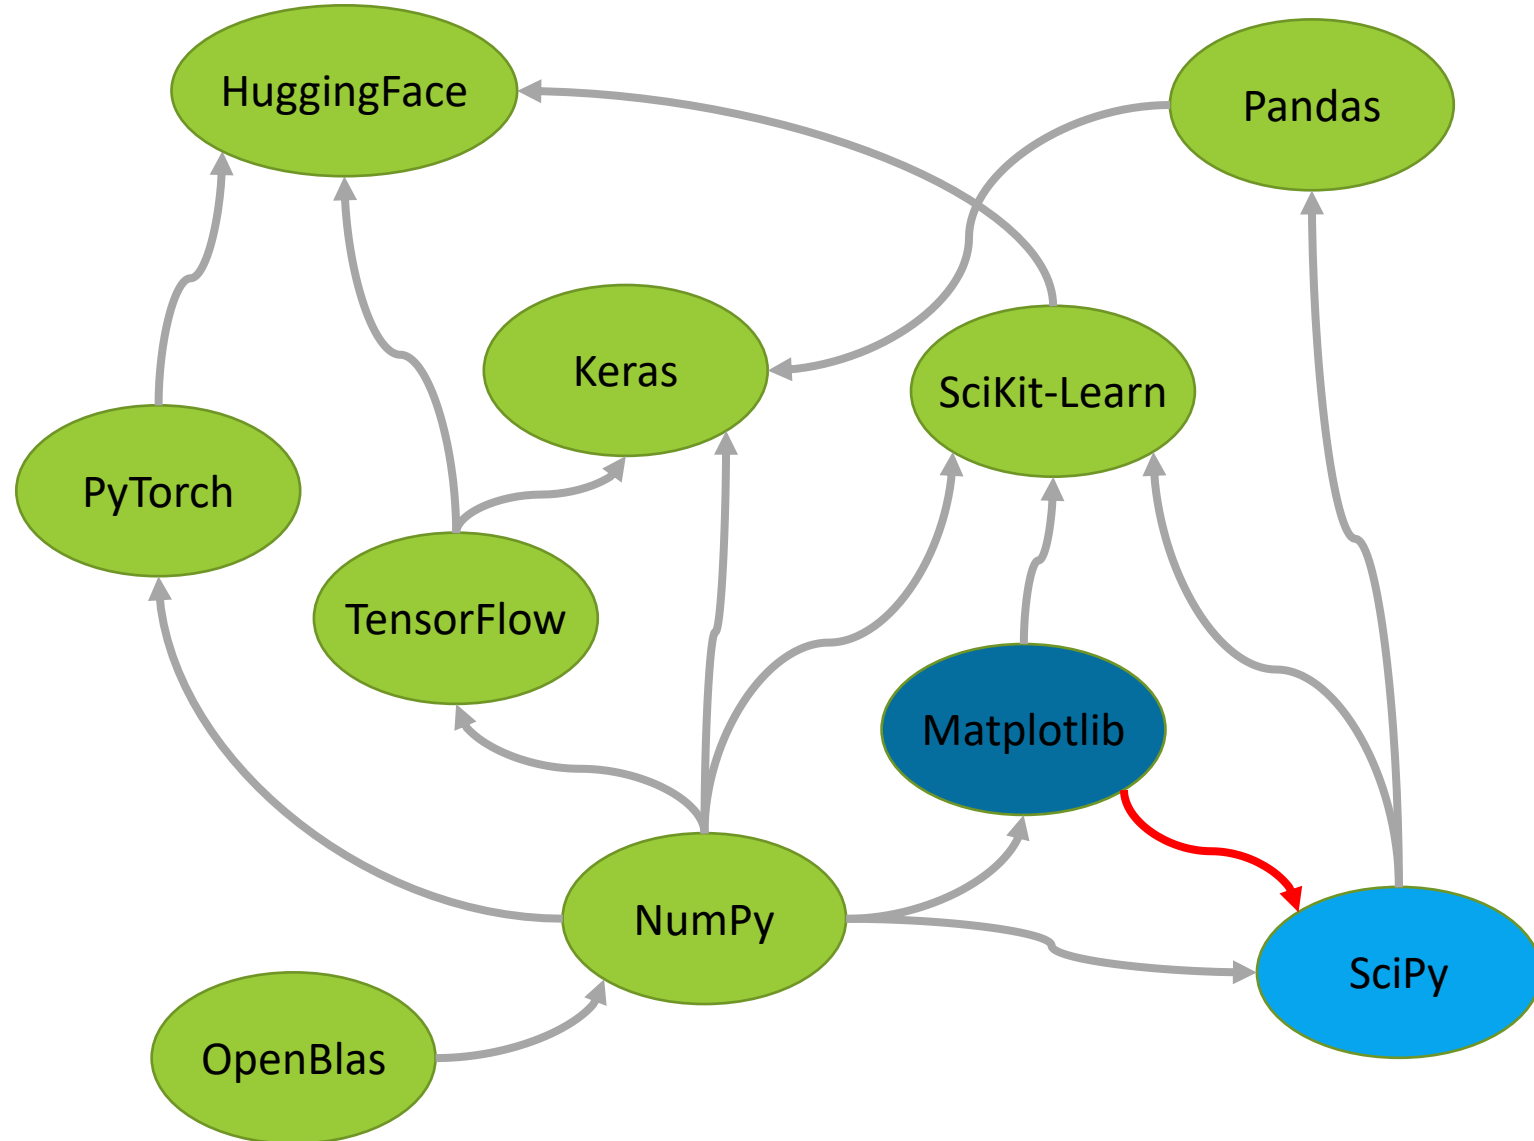 HuggingFace
Pandas
Keras
SciKit-Learn
PyTorch
TensorFlow
Matplotlib
NumPy
SciPy
OpenBlas